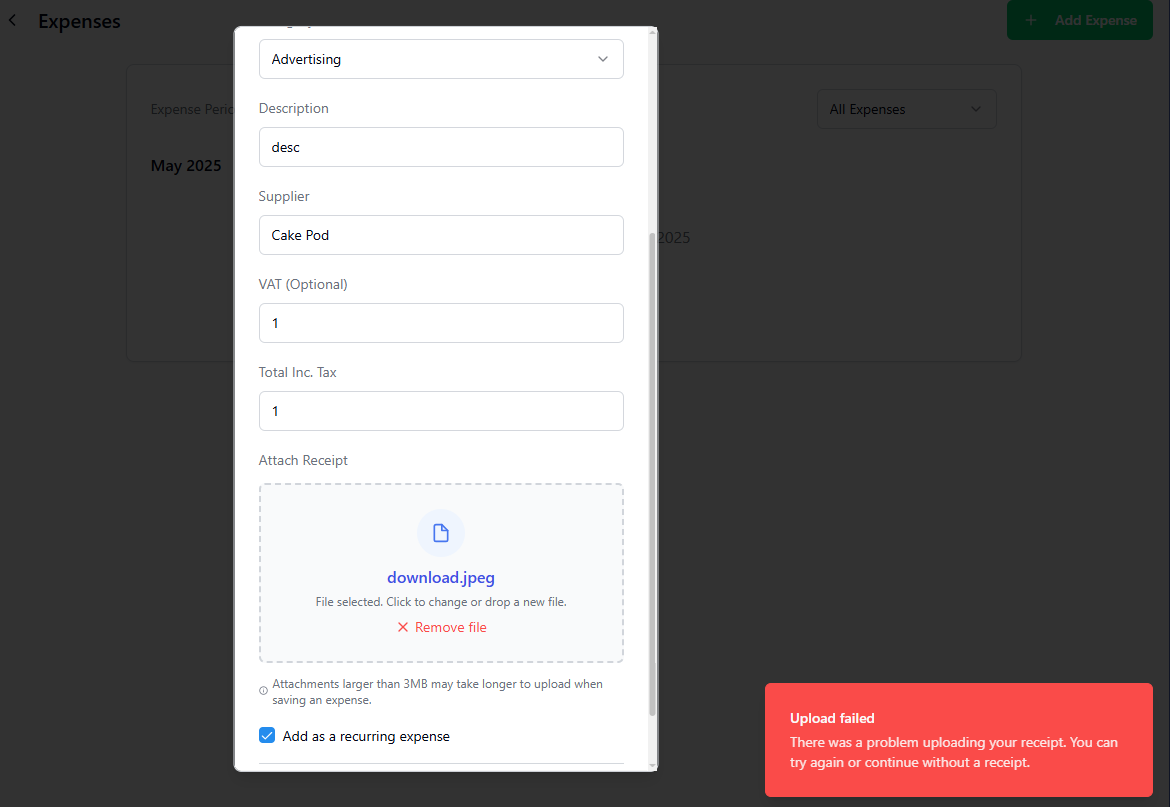 Expenses
+ Add Expense
Advertising
Expense
All Expenses
Description
desc
May 2025
Supplier
Cake Pod
2025
VAT (Optional)
1
Total Inc. Tax
1
Attach Receipt
download.jpeg
File selected. Click to change or drop a new file.
Remove file
Attachments larger than 3MB may take longer to upload when
saving an expense.
Add as a recurring expense
Upload failed
There was a problem uploading your receipt. You can
try again or continue without a receipt.